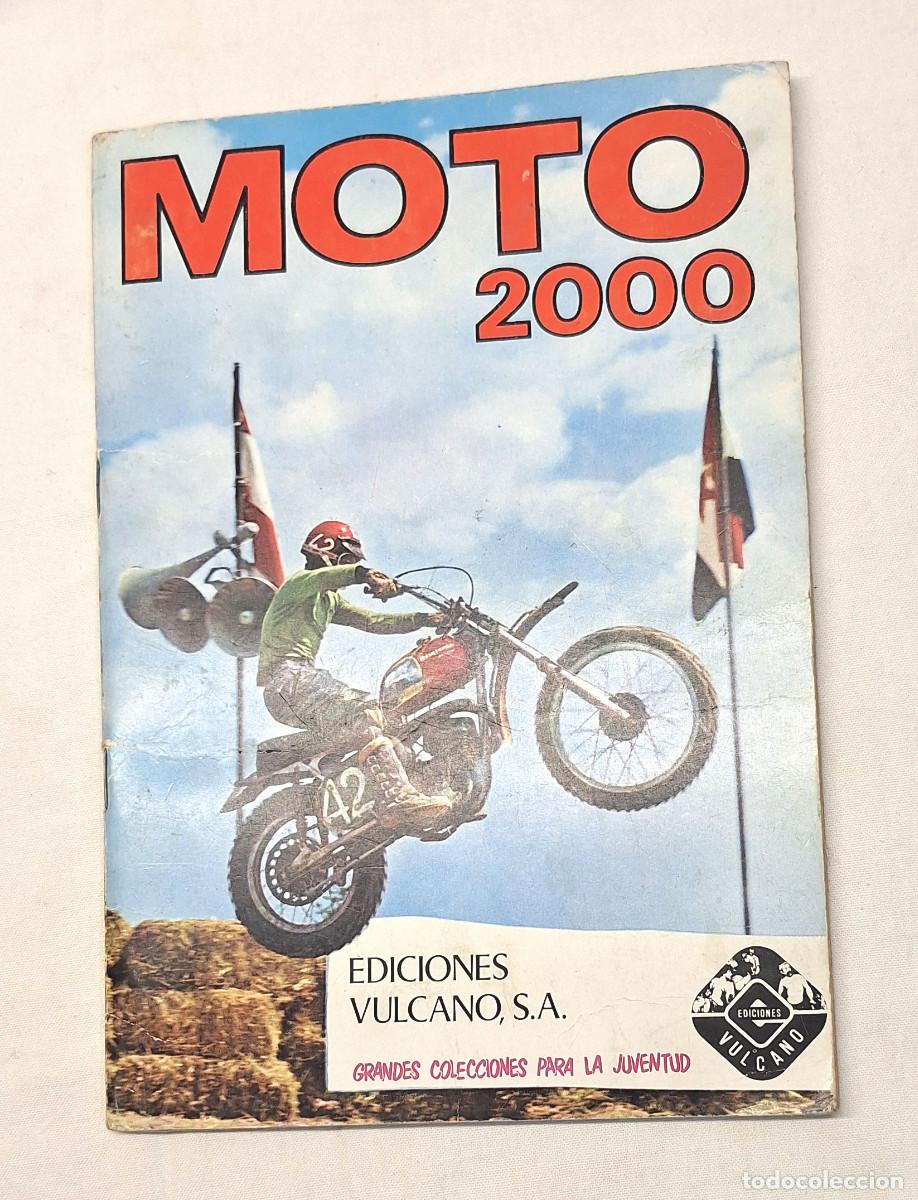 MOTO
2000
42
EDICIONES
VULCANO, S.A.
GRANDES COLECCIONES PARA LA JUVENTUD
EDICIONES
VULCANO
todocoleccion